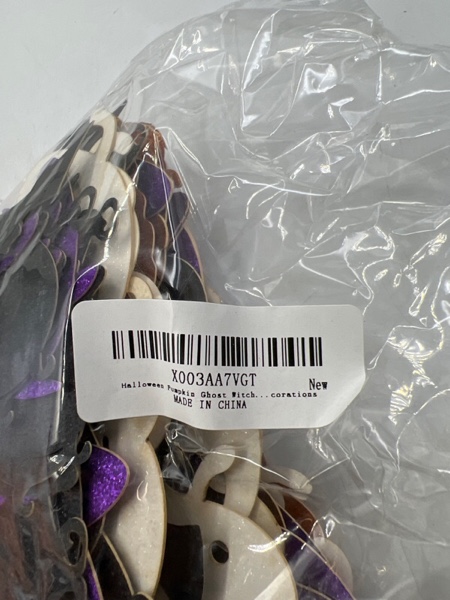 X003AA7VGT
New
Halloween Pumpkin Ghost Witch...corations
MADE IN CHINA